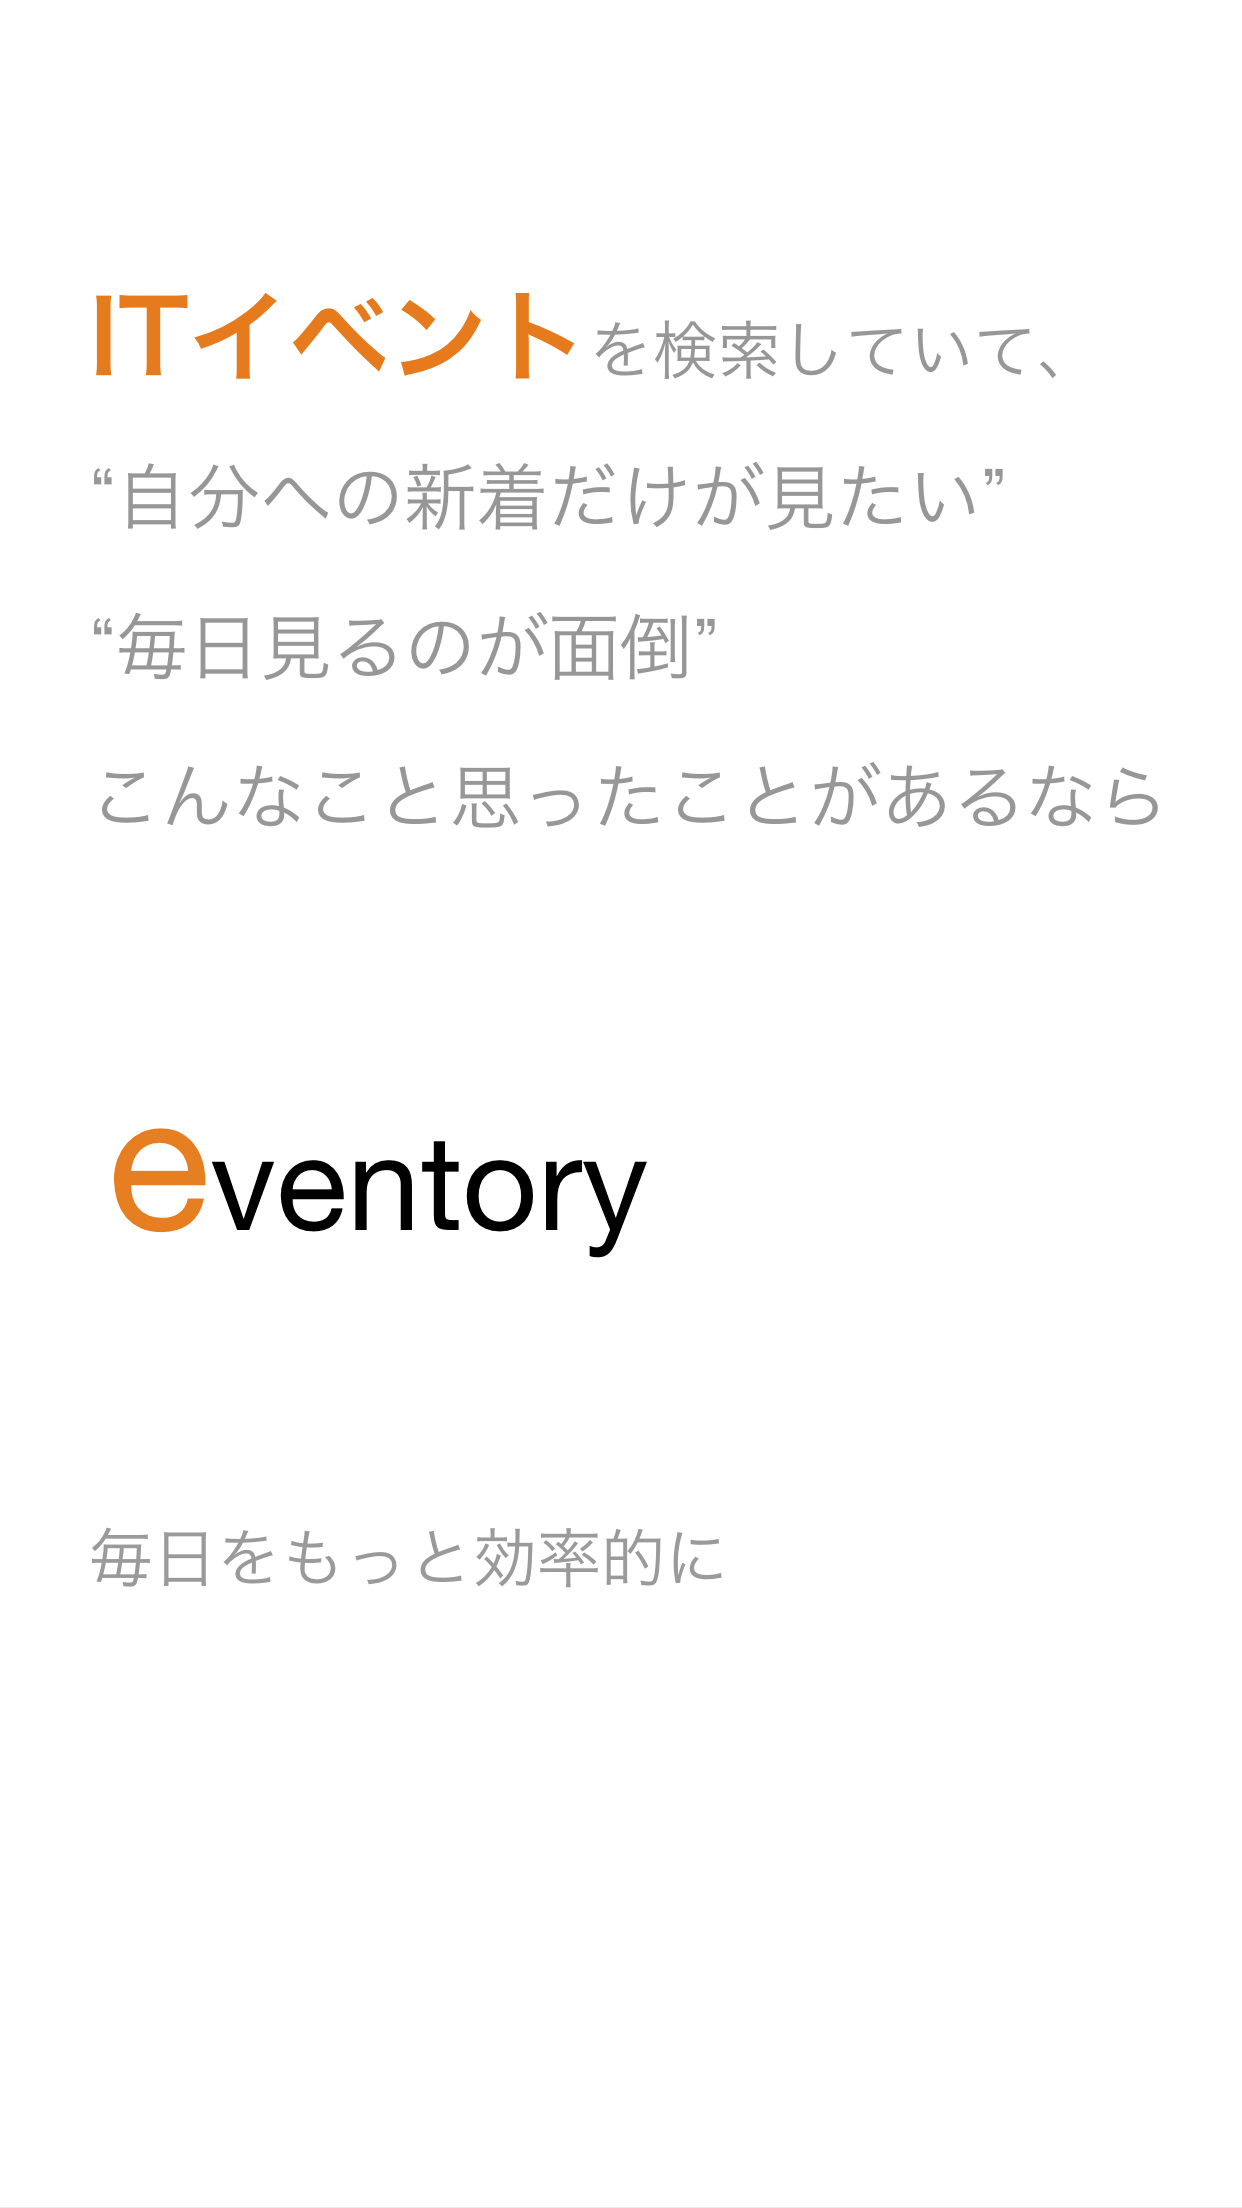 ITイベントを検索していて、
“自分への新着だけが見たい”
“毎日見るのが面倒”
こんなこと思ったことがあるなら
eventory
毎日をもっと効率的に